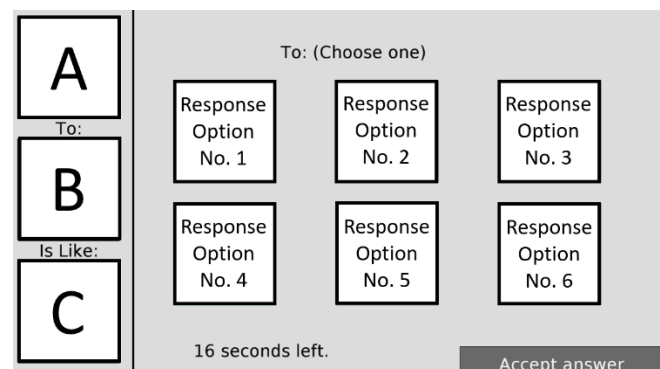 A
To:
B
Is Like:
C
To: (Choose one)
Response
Option
No. 1
Response
Option
No. 2
Response
Option
No. 3
Response
Option
No. 4
Response
Option
No. 5
Response
Option
No. 6
16 seconds left.
Accept answer